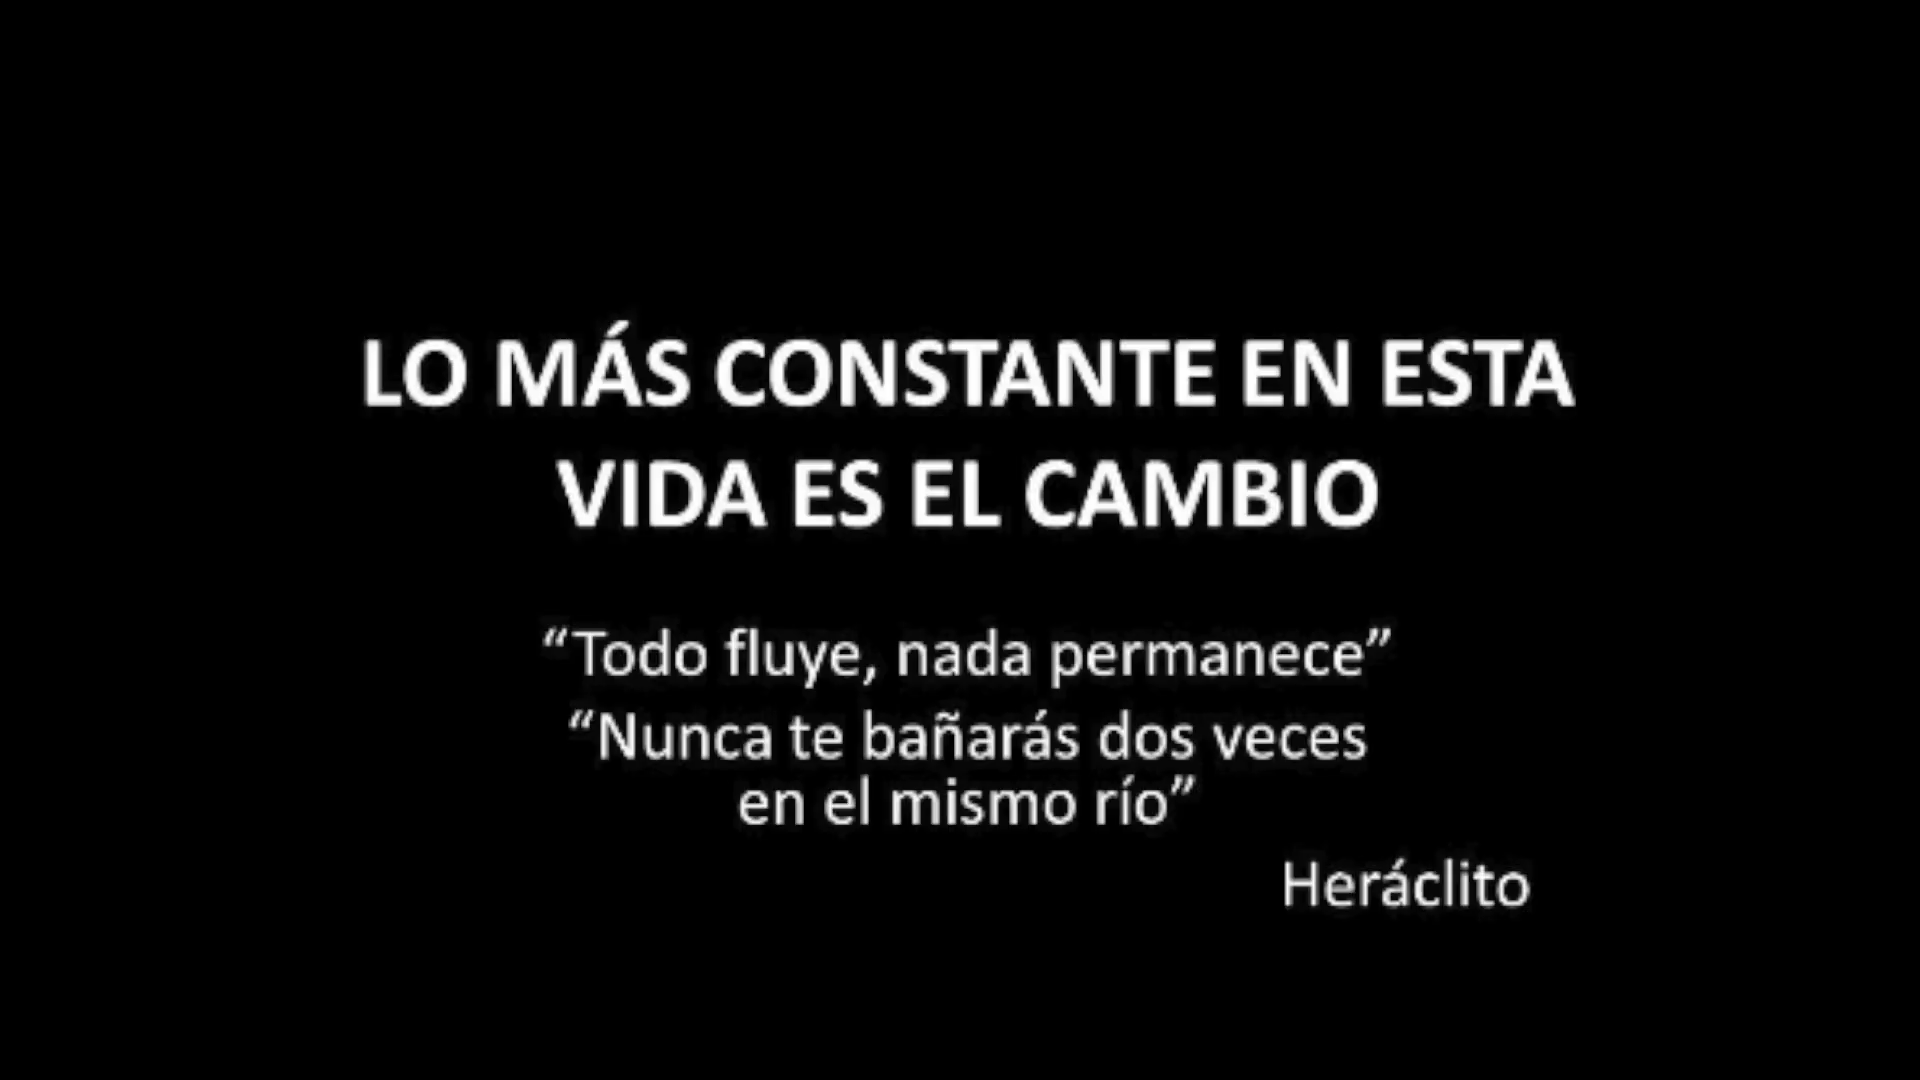 LO MÁS CONSTANTE EN ESTA
VIDA ES EL CAMBIO
“Todo fluye, nada permanece”
“Nunca te bañarás dos veces
en el mismo río”
Heráclito